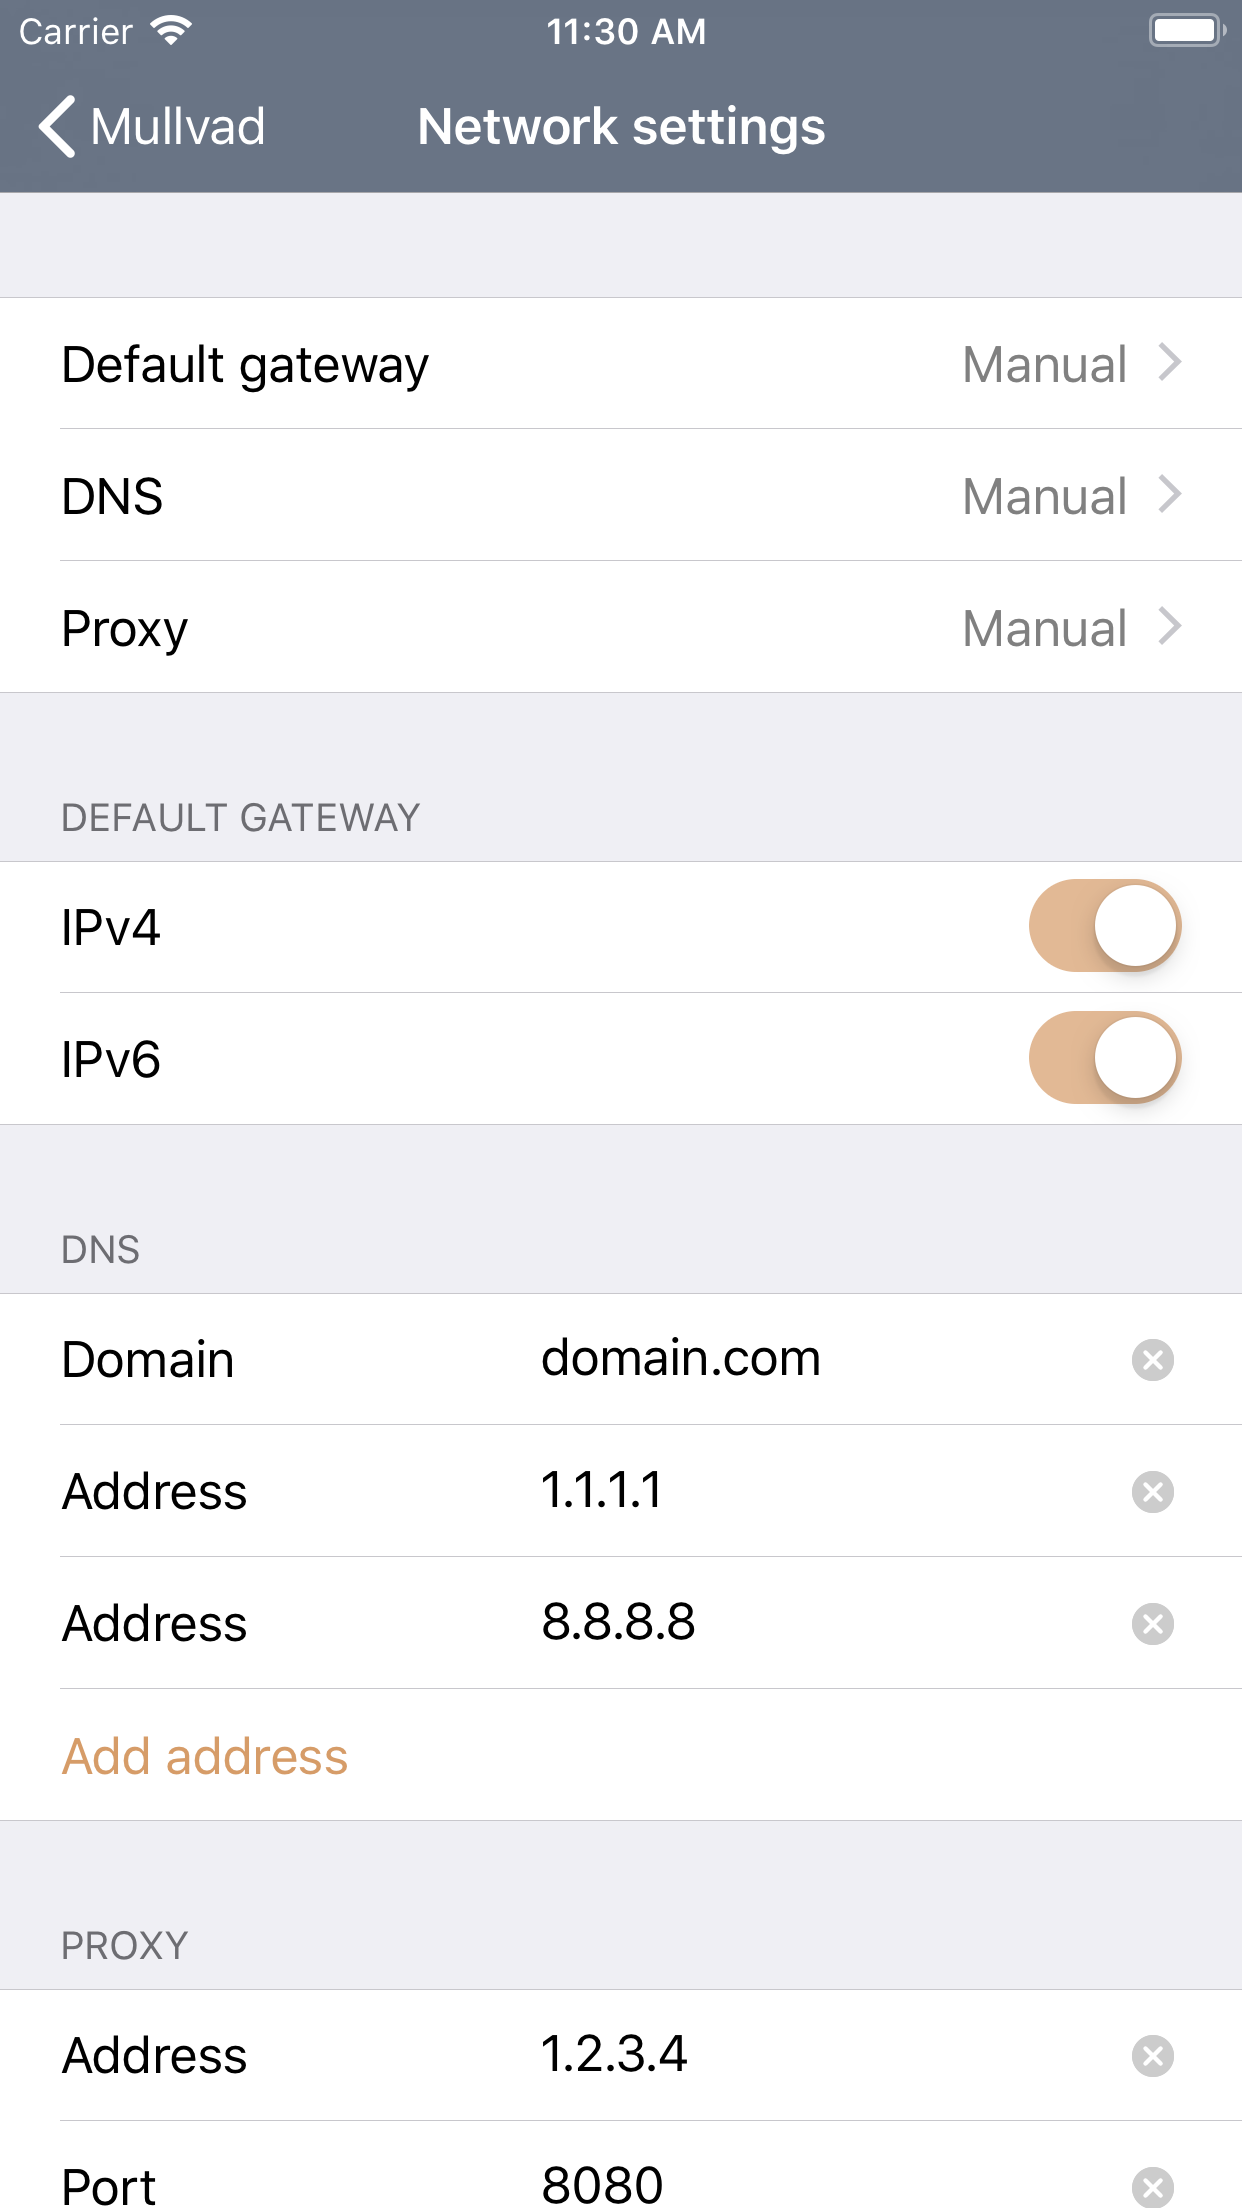 Carrier 11:30 AM
Mullvad Network settings
Default gateway Manual
DNS Manual
Proxy Manual
DEFAULT GATEWAY
IPv4
IPv6
DNS
Domain domain.com
Address 1.1.1.1
Address 8.8.8.8
Add address
PROXY
Address 1.2.3.4
Port 8080